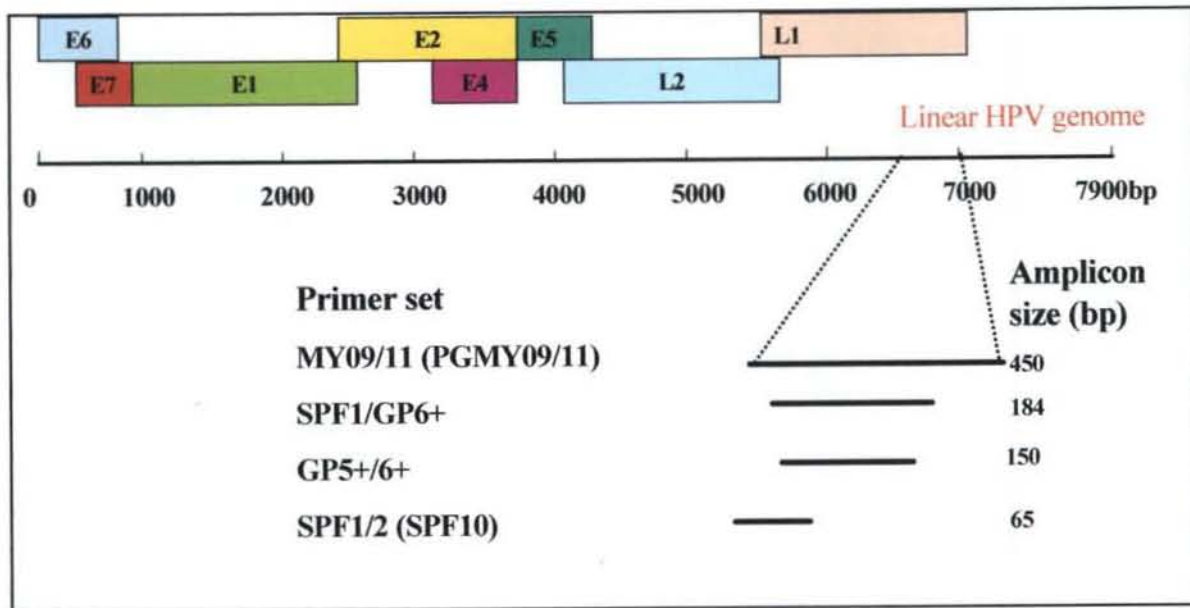 E6 E2 E5 L1
E7 E1 E4 L2
Linear HPV genome
0 1000 2000 3000 4000 5000 6000 7000 7900bp
Primer set
Amplicon
size (bp)
MY09/11 (PGMY09/11) 450
SPF1/GP6+ 184
GP5+/6+ 150
SPF1/2 (SPF10) 65